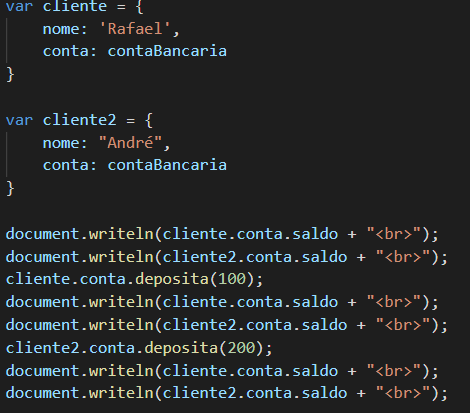 var cliente = {
    nome: 'Rafael',
    conta: contaBancaria
}

var cliente2 = {
    nome: "André",
    conta: contaBancaria
}

document.writeln(cliente.conta.saldo + "<br>");
document.writeln(cliente2.conta.saldo + "<br>");
cliente.conta.deposita(100);
document.writeln(cliente.conta.saldo + "<br>");
document.writeln(cliente2.conta.saldo + "<br>");
cliente2.conta.deposita(200);
document.writeln(cliente.conta.saldo + "<br>");
document.writeln(cliente2.conta.saldo + "<br>");